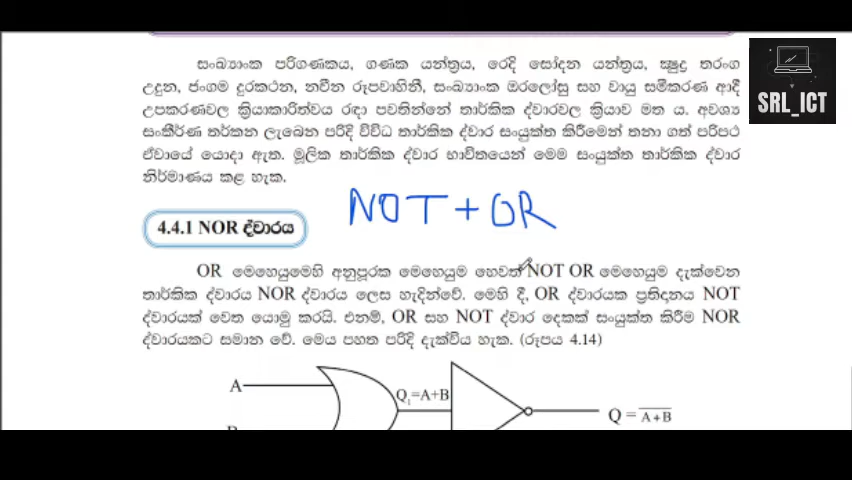 සංඛ්‍යාංක පරිගණකය, ගණක යන්ත්‍රය, රෙදි සෝදන යන්ත්‍රය, ක්‍ෂුද්‍ර තරංග
උදුන, ජංගම දුරකථන, නවීන රූපවාහිනී, සංඛ්‍යාංක ඔරලෝසු සහ වායු සමීකරණ ආදී
උපකරණවල ක්‍රියාකාරිත්වය රඳා පවතින්නේ තාර්කික ද්වාරවල ක්‍රියාව මත ය. අවශ්‍ය
සංකීර්ණ තර්කන ලැබෙන පරිදි විවිධ තාර්කික ද්වාර සංයුක්ත කිරීමෙන් තනා ගත් පරිපථ
ඒවායේ යොදා ඇත. මූලික තාර්කික ද්වාර භාවිතයෙන් මෙම සංයුක්ත තාර්කික ද්වාර
නිර්මාණය කළ හැක.
SRL_ICT
NOT + OR
4.4.1 NOR ද්වාරය
OR මෙහෙයුමෙහි අනුපූරක මෙහෙයුම හෙවත් NOT OR මෙහෙයුම දැක්වෙන
තාර්කික ද්වාරය NOR ද්වාරය ලෙස හැඳින්වේ. මෙහි දී, OR ද්වාරයක ප්‍රතිදානය NOT
ද්වාරයක් වෙත යොමු කරයි. එනම්, OR සහ NOT ද්වාර දෙකක් සංයුක්ත කිරීම NOR
ද්වාරයකට සමාන වේ. මෙය පහත පරිදි දැක්විය හැක. (රූපය 4.14)
A
Q₁=A+B
Q = A+B